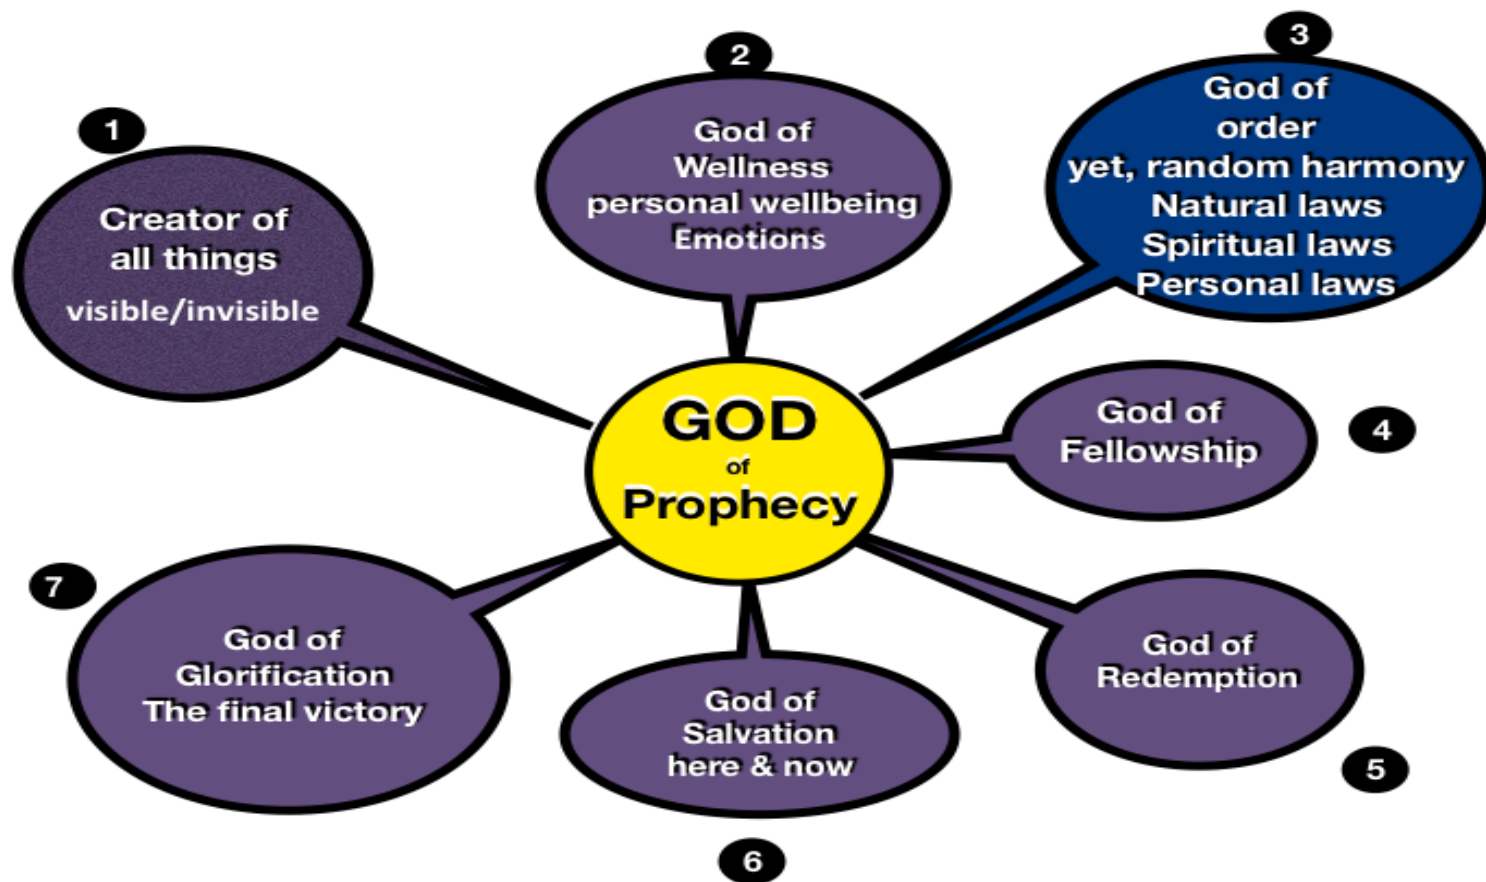 1
Creator of
all things
visible/invisible
2
God of
Wellness
personal wellbeing
Emotions
3
God of
order
yet, random harmony
Natural laws
Spiritual laws
Personal laws
GOD
of
Prophecy
4
God of
Fellowship
5
God of
Redemption
6
God of
Salvation
here & now
7
God of
Glorification
The final victory